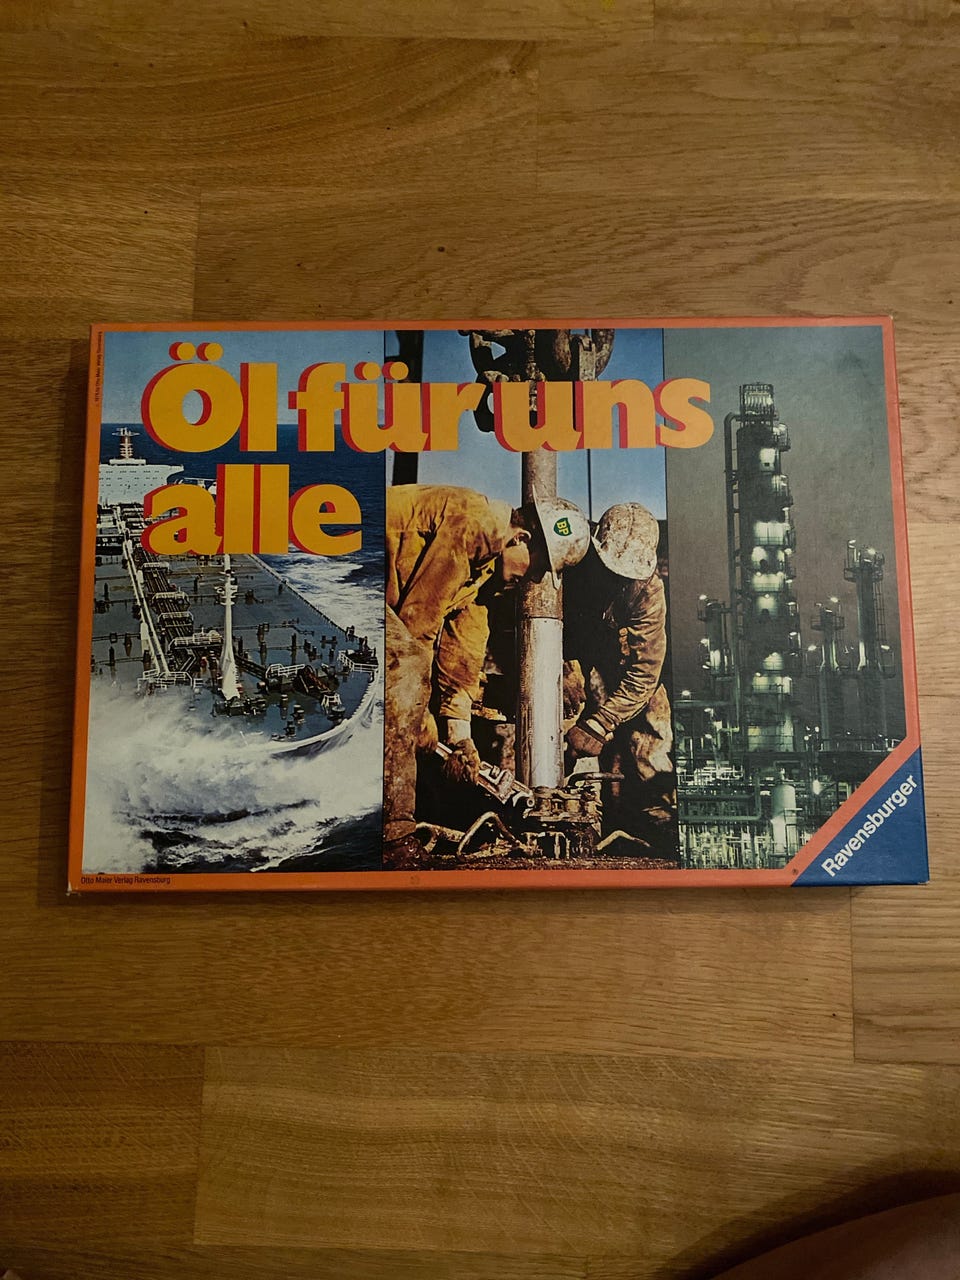 Öl für uns
alle
BP
Otto Maier Verlag Ravensburg
®
Ravensburger